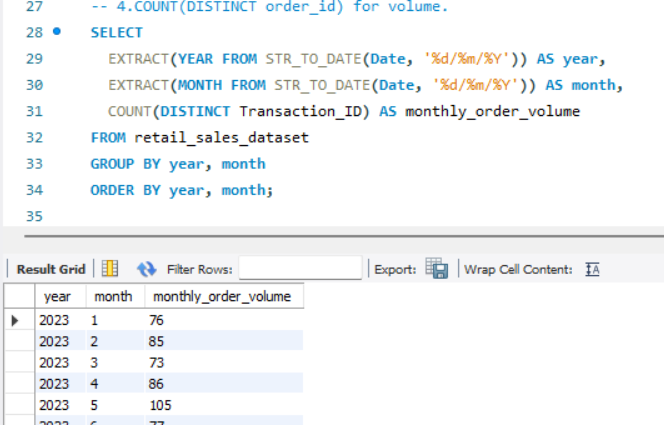 27 -- 4.COUNT(DISTINCT order_id) for volume.
28 SELECT
29 EXTRACT(YEAR FROM STR_TO_DATE(Date, '%d/%m/%Y')) AS year,
30 EXTRACT(MONTH FROM STR_TO_DATE(Date, '%d/%m/%Y')) AS month,
31 COUNT(DISTINCT Transaction_ID) AS monthly_order_volume
32 FROM retail_sales_dataset
33 GROUP BY year, month
34 ORDER BY year, month;
35
Result Grid Filter Rows: Export: Wrap Cell Content:
year month monthly_order_volume
2023 1 76
2023 2 85
2023 3 73
2023 4 86
2023 5 105
2023 6 77